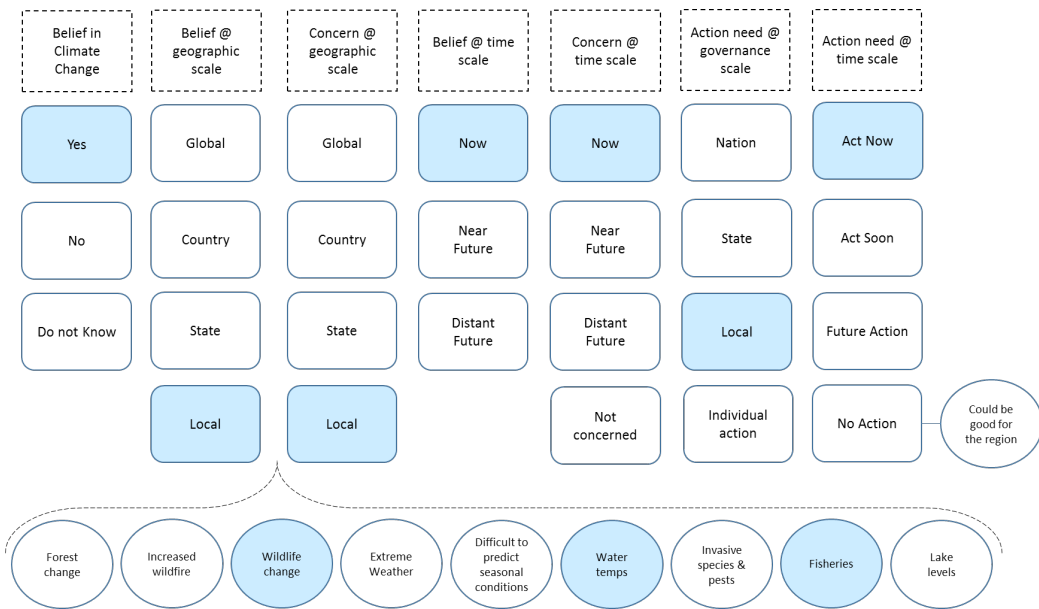 Belief in
Climate
Change
Belief @
geographic
scale
Concern @
geographic
scale
Belief @ time
scale
Concern @
time scale
Action need @
governance
scale
Action need @
time scale
Yes
Global
Global
Now
Now
Nation
Act Now
No
Country
Country
Near
Future
Near
Future
State
Act Soon
Do not Know
State
State
Distant
Future
Distant
Future
Local
Future Action
Local
Local
Not
concerned
Individual
action
No Action
Could be
good for
the region
Forest
change
Increased
wildfire
Wildlife
change
Extreme
Weather
Difficult to
predict
seasonal
conditions
Water
temps
Invasive
species &
pests
Fisheries
Lake
levels